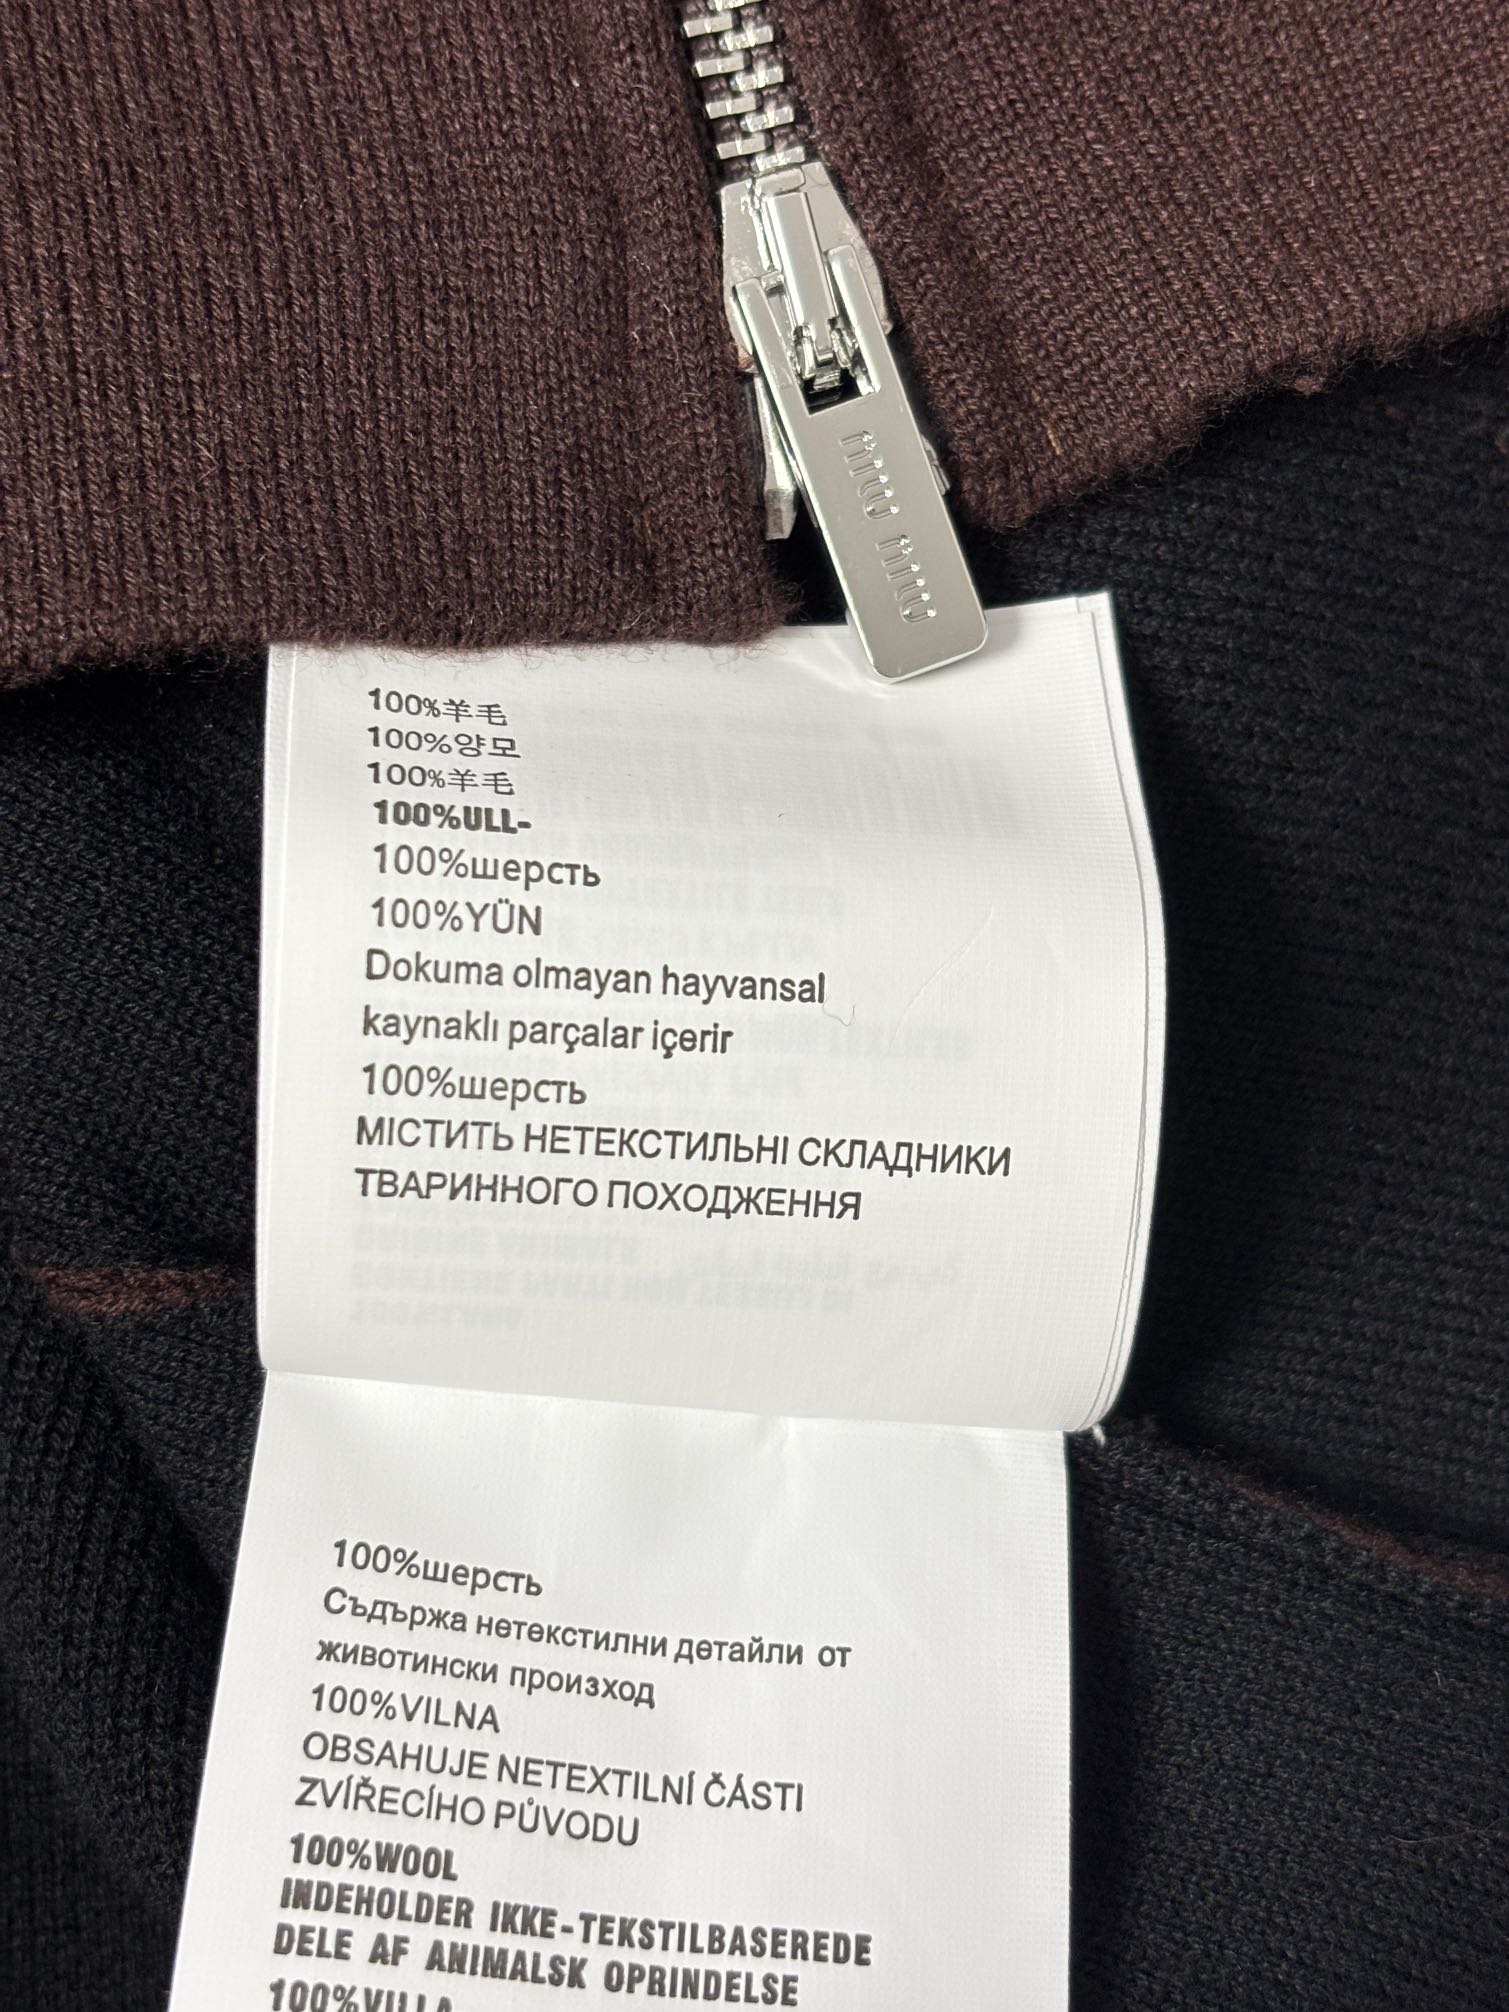 miu miu
100%羊毛
100%양모
100%羊毛
100%ULL-
100%шерсть
100%YÜN
Dokuma olmayan hayvansal
kaynaklı parçalar içerir
100%шерсть
МІСТИТЬ НЕТЕКСТИЛЬНІ СКЛАДНИКИ
ТВАРИННОГО ПОХОДЖЕННЯ
100%шерсть
Съдържа нетекстилни детайли от
животински произход
100%VILNA
OBSAHUJE NETEXTILNÍ ČÁSTI
ZVÍŘECÍHO PŮVODU
100%WOOL
INDEHOLDER IKKE-TEKSTILBASEREDE
DELE AF ANIMALSK OPRINDELSE
100%VILLA